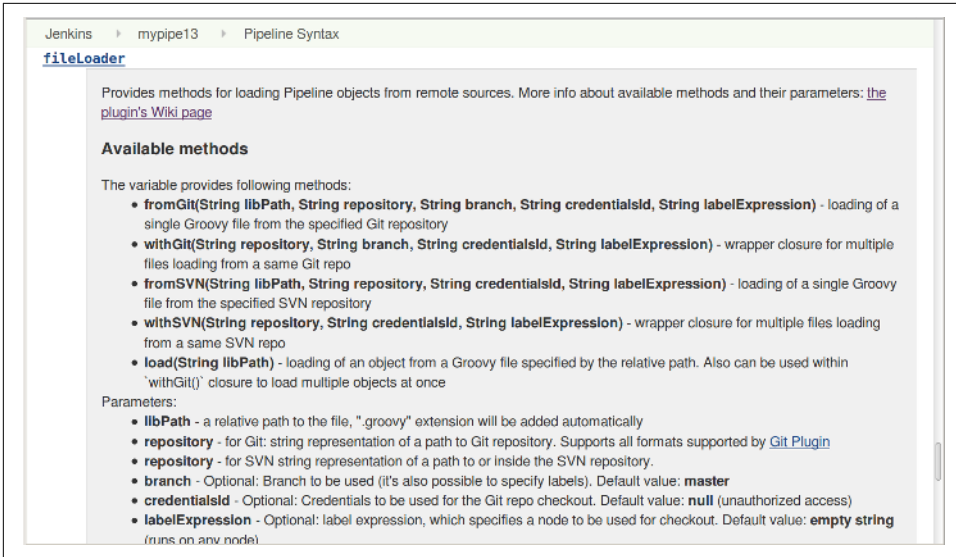 Jenkins mypipe13 Pipeline Syntax
fileLoader
Provides methods for loading Pipeline objects from remote sources. More info about available methods and their parameters: the
plugin's Wiki page
Available methods
The variable provides following methods:
• fromGit(String libPath, String repository, String branch, String credentialsId, String labelExpression) - loading of a
single Groovy file from the specified Git repository
• withGit(String repository, String branch, String credentialsId, String labelExpression) - wrapper closure for multiple
files loading from a same Git repo
• fromSVN(String libPath, String repository, String credentialsId, String labelExpression) - loading of a single Groovy
file from the specified SVN repository
• withSVN(String repository, String credentialsId, String labelExpression) - wrapper closure for multiple files loading
from a same SVN repo
• load(String libPath) - loading of an object from a Groovy file specified by the relative path. Also can be used within
`withGit()` closure to load multiple objects at once
Parameters:
• libPath - a relative path to the file, ".groovy" extension will be added automatically
• repository - for Git: string representation of a path to Git repository. Supports all formats supported by Git Plugin
• repository - for SVN string representation of a path to or inside the SVN repository.
• branch - Optional: Branch to be used (it's also possible to specify labels). Default value: master
• credentialsId - Optional: Credentials to be used for the Git repo checkout. Default value: null (unauthorized access)
• labelExpression - Optional: label expression, which specifies a node to be used for checkout. Default value: empty string
(runs on any node)